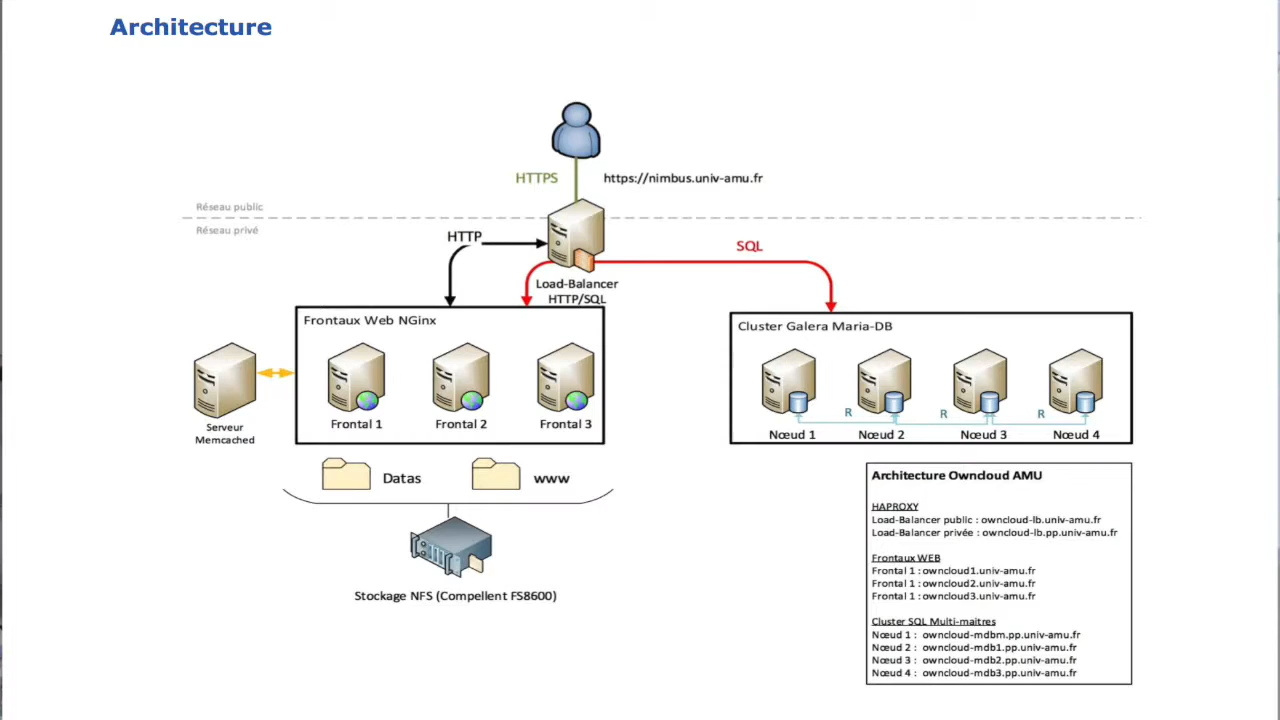 Architecture
HTTPS
https://nimbus.univ-amu.fr
Réseau public
Réseau privé
HTTP
SQL
Load-Balancer
HTTP/SQL
Frontaux Web NGinx
Frontal 1
Frontal 2
Frontal 3
Serveur
Memcached
Cluster Galera Maria-DB
R
R
R
Nœud 1
Nœud 2
Nœud 3
Nœud 4
Datas
www
Stockage NFS (Compellent FS8600)
Architecture Owncloud AMU
HAPROXY
Load-Balancer public : owncloud-lb.univ-amu.fr
Load-Balancer privée : owncloud-lb.pp.univ-amu.fr
Frontaux WEB
Frontal 1 : owncloud1.univ-amu.fr
Frontal 1 : owncloud2.univ-amu.fr
Frontal 1 : owncloud3.univ-amu.fr
Cluster SQL Multi-maitres
Nœud 1 : owncloud-mdbm.pp.univ-amu.fr
Nœud 2 : owncloud-mdb1.pp.univ-amu.fr
Nœud 3 : owncloud-mdb2.pp.univ-amu.fr
Nœud 4 : owncloud-mdb3.pp.univ-amu.fr